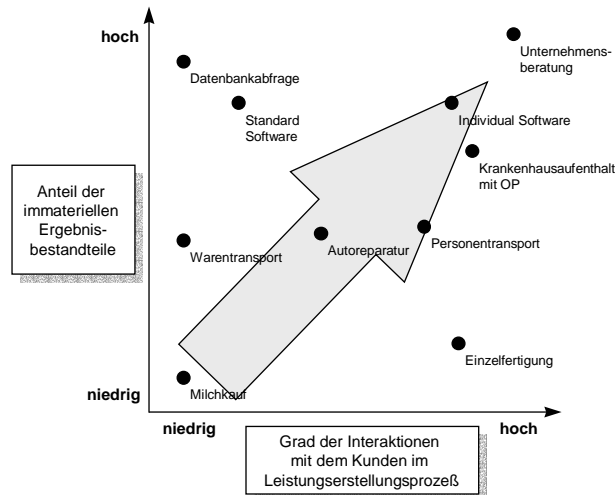 hoch
Unternehmens-
beratung
Datenbankabfrage
Standard
Software
Individual Software
Krankenhausaufenthalt
mit OP
Anteil der
immateriellen
Ergebnis-
bestandteile
Warentransport
Autoreparatur
Personentransport
Einzelfertigung
Milchkauf
niedrig
niedrig
hoch
Grad der Interaktionen
mit dem Kunden im
Leistungserstellungsprozeß